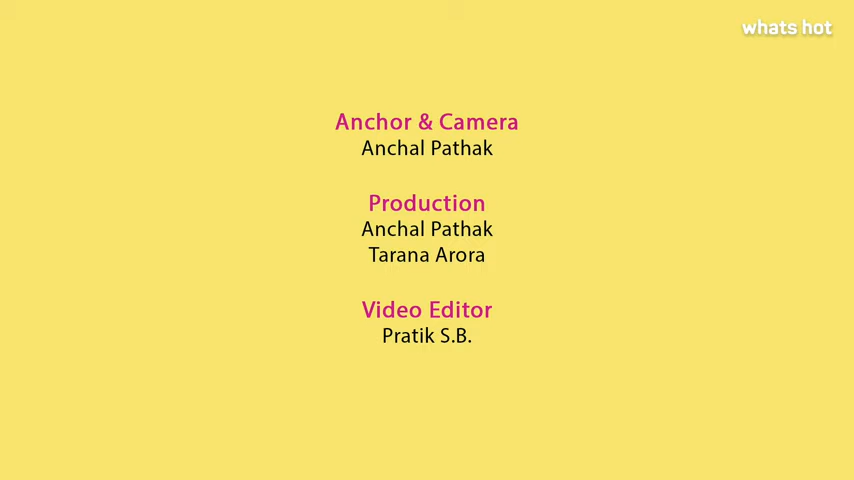 whats hot
Anchor & Camera
Anchal Pathak
Production
Anchal Pathak
Tarana Arora
Video Editor
Pratik S.B.